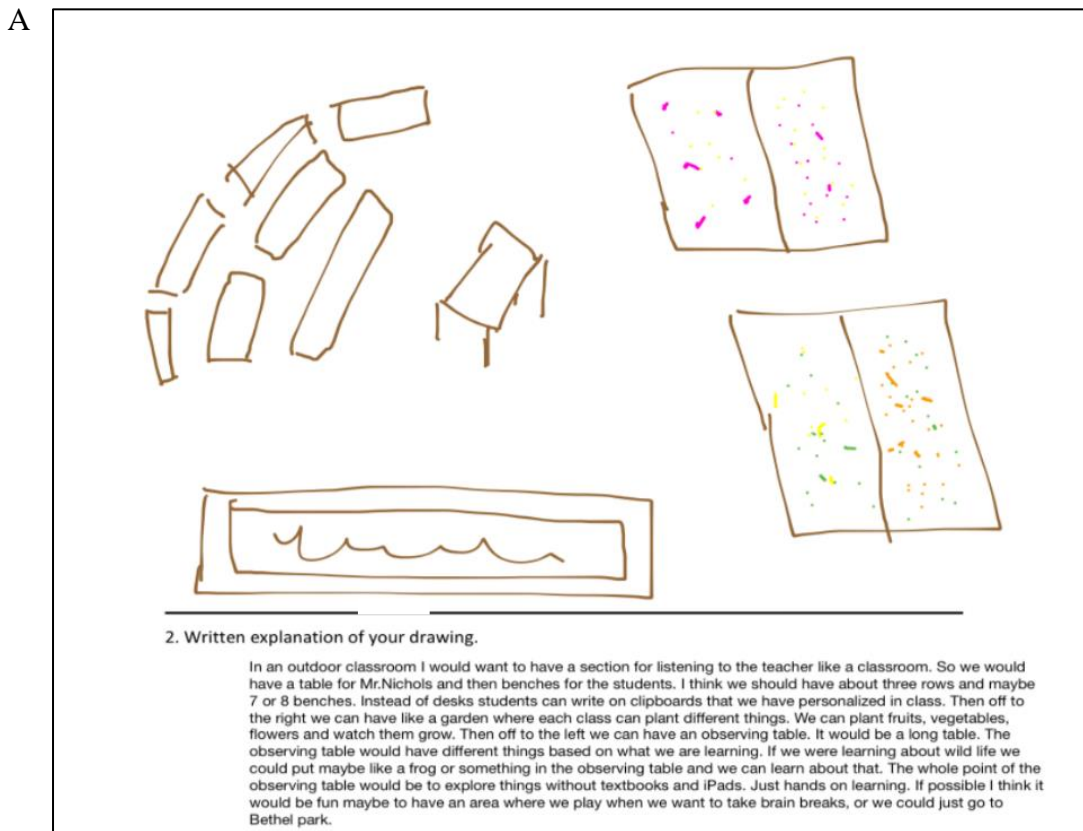 A
2. Written explanation of your drawing.
In an outdoor classroom I would want to have a section for listening to the teacher like a classroom. So we would
have a table for Mr.Nichols and then benches for the students. I think we should have about three rows and maybe
7 or 8 benches. Instead of desks students can write on clipboards that we have personalized in class. Then off to
the right we can have like a garden where each class can plant different things. We can plant fruits, vegetables,
flowers and watch them grow. Then off to the left we can have an observing table. It would be a long table. The
observing table would have different things based on what we are learning. If we were learning about wild life we
could put maybe like a frog or something in the observing table and we can learn about that. The whole point of the
observing table would be to explore things without textbooks and iPads. Just hands on learning. If possible I think it
would be fun maybe to have an area where we play when we want to take brain breaks, or we could just go to
Bethel park.